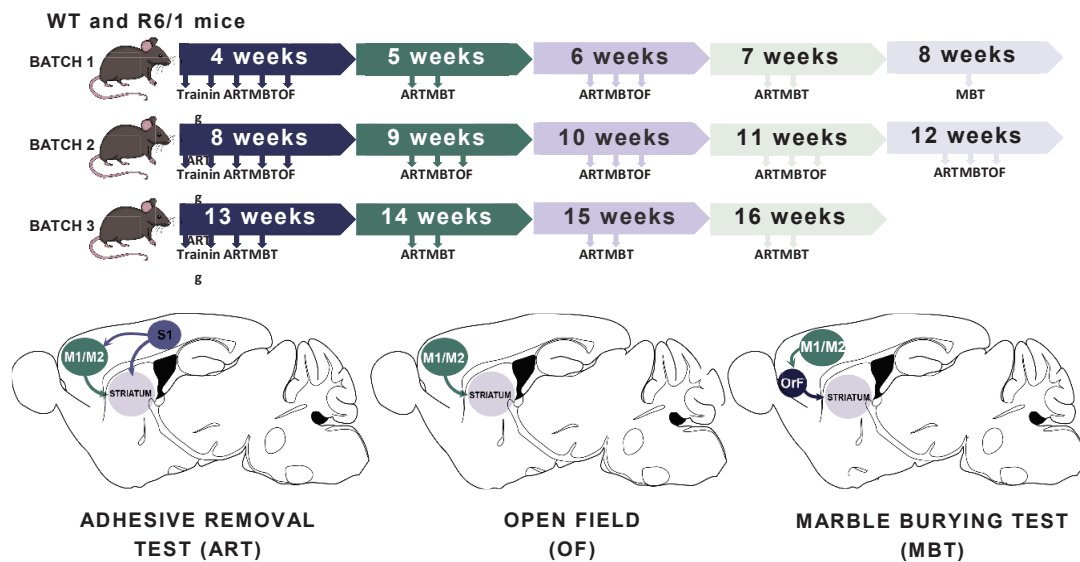 WT and R6/1 mice
BATCH 1
4 weeks
5 weeks
6 weeks
7 weeks
8 weeks
Trainin ARTMBTOF
g
ARTMBT
ARTMBTOF
ARTMBT
MBT
BATCH 2
8 weeks
9 weeks
10 weeks
11 weeks
12 weeks
ART
Trainin ARTMBTOF
g
ARTMBTOF
ARTMBTOF
ARTMBTOF
ARTMBTOF
BATCH 3
13 weeks
14 weeks
15 weeks
16 weeks
ART
Trainin ARTMBT
g
ARTMBT
ARTMBT
ARTMBT
S1
M1/M2
STRIATUM
M1/M2
STRIATUM
M1/M2
OrF
STRIATUM
ADHESIVE REMOVAL
TEST (ART)
OPEN FIELD
(OF)
MARBLE BURYING TEST
(MBT)